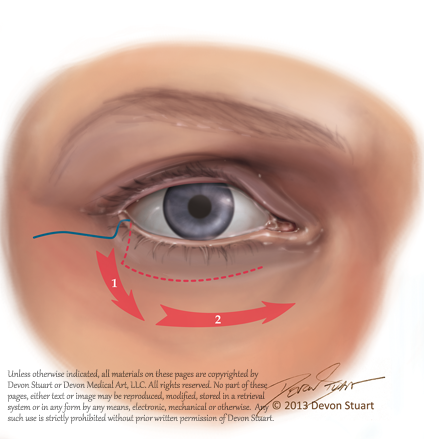 1
2
Unless otherwise indicated, all materials on these pages are copyrighted by
Devon Stuart or Devon Medical Art, LLC. All rights reserved. No part of these
pages, either text or image may be reproduced, modified, stored in a retrieval
system or in any form by any means, electronic, mechanical or otherwise. Any
such use is strictly prohibited without prior written permission of Devon Stuart.
Devon Stuart
© 2013 Devon Stuart